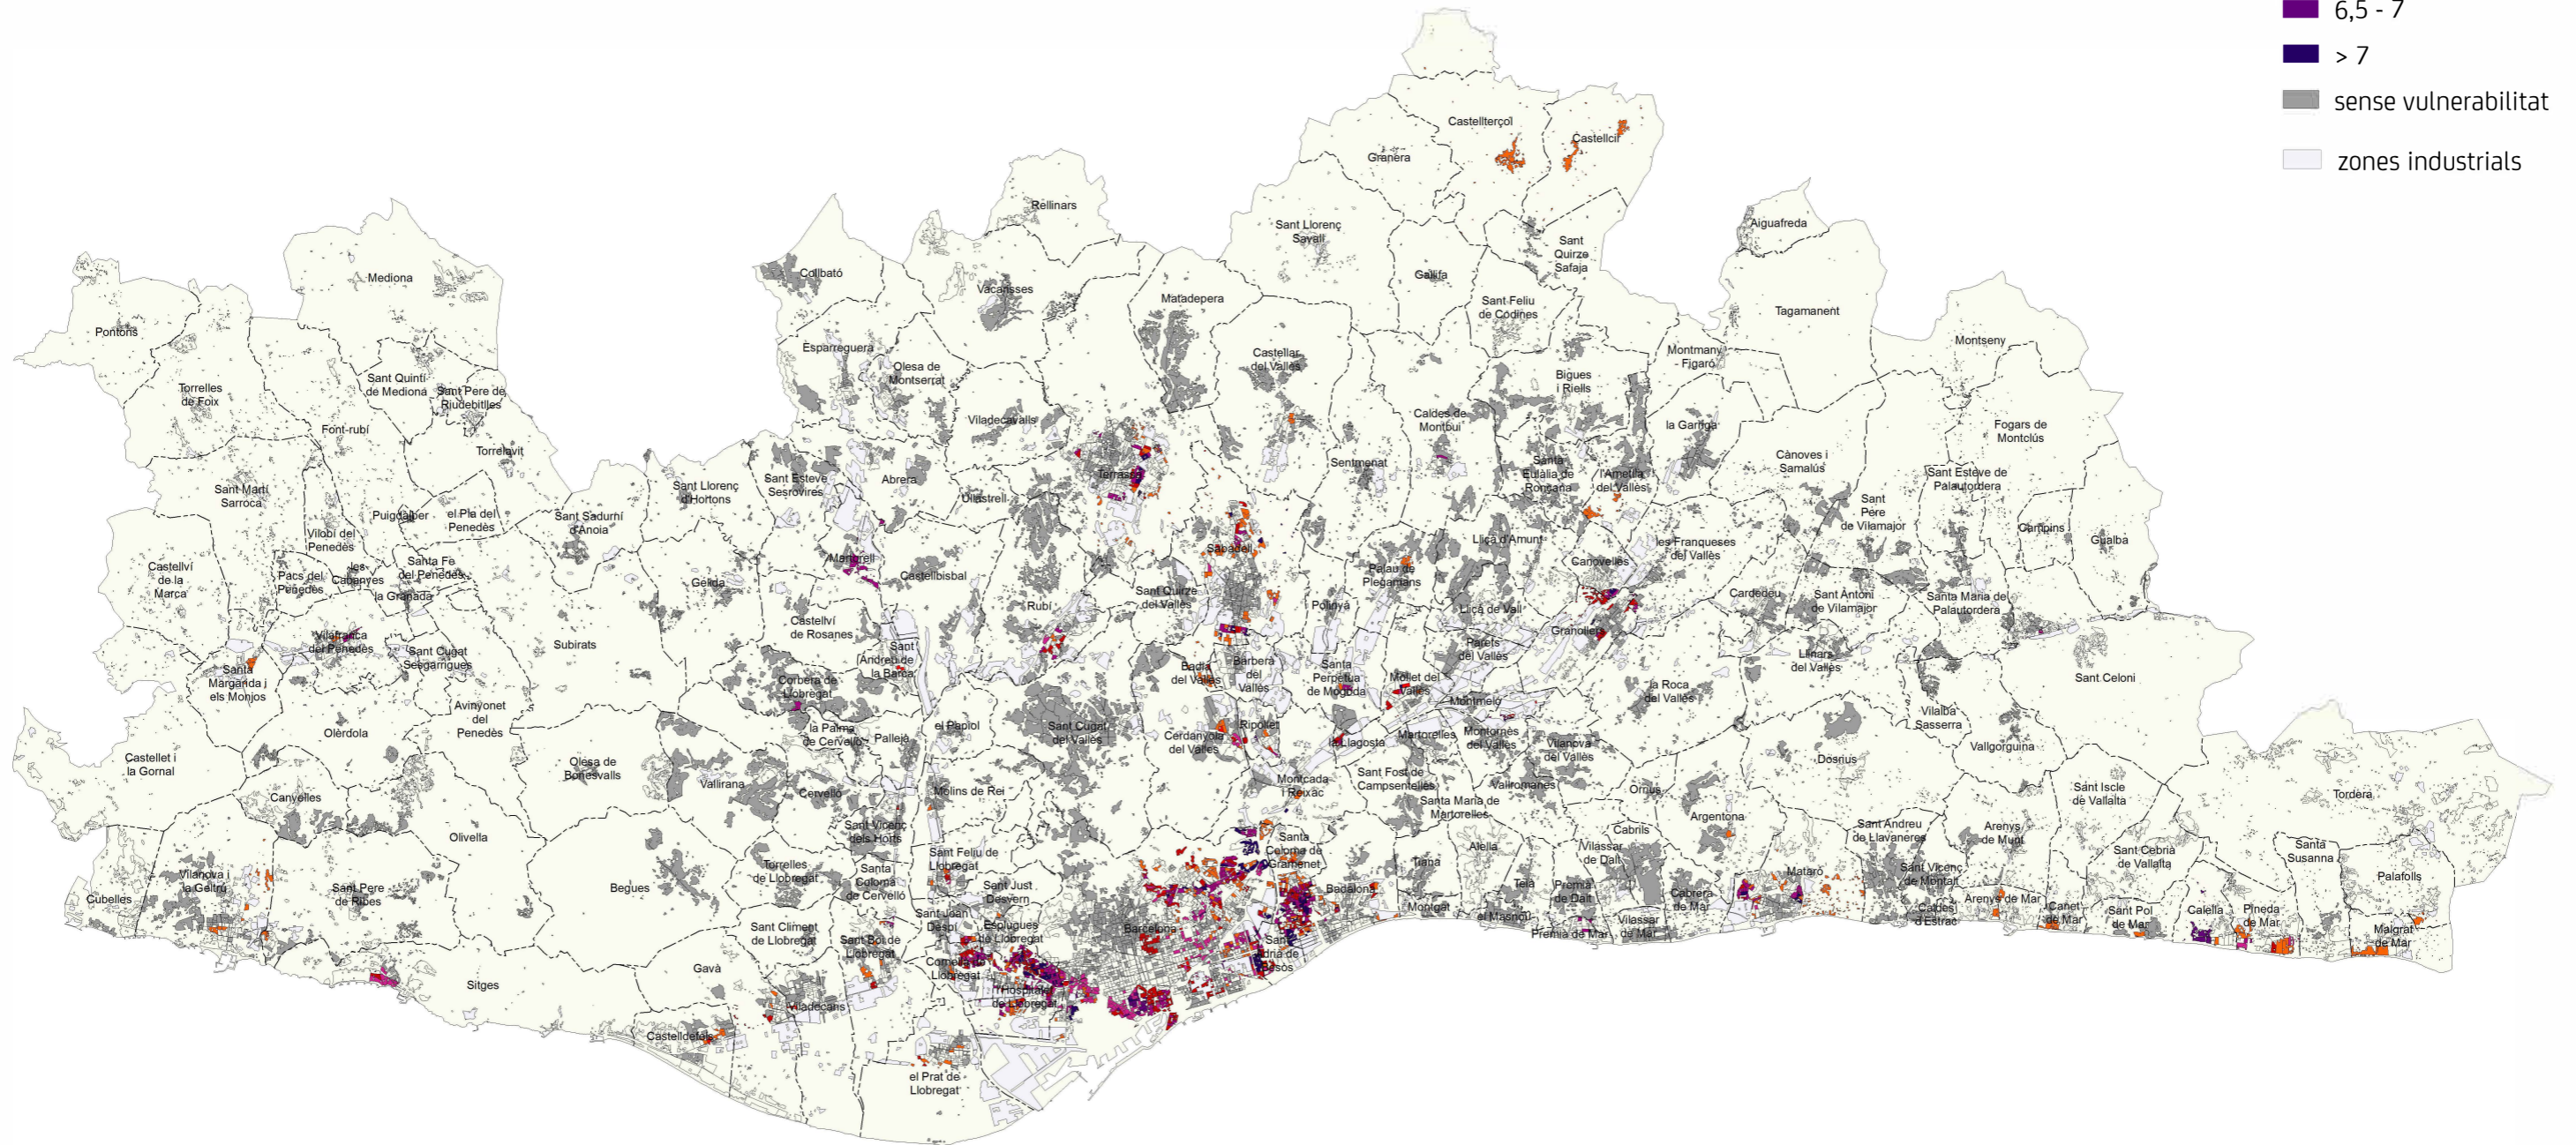 6,5 - 7
> 7
sense vulnerabilitat
zones industrials
Castellterçol
Castellcir
Granera
Rellinars
Sant Llorenç
Savall
Sant
Quirze
Safaja
Aiguafreda
Collbató
Mediona
Gallifa
Vacarisses
Matadepera
Sant Feliu
de Codines
Tagamanent
Pontons
Esparreguera
Montseny
Castellar
del Vallès
Montmany
Figaró
Olesa de
Montserrat
Bigues
i Riells
Torrelles
de Foix
Sant Quintí
de Mediona
Sant Pere de
Riudebitlles
Caldes de
Montbui
Viladecavalls
la Garriga
Fogars de
Montclús
Font-rubí
Torrelavit
Terrassa
Sentmenat
Santa
Eulàlia de
Ronçana
l'Ametlla
del Vallès
Cànoves i
Samalús
Sant Esteve de
Palautordera
Sant Martí
Sarroca
Sant Llorenç
d'Hortons
Sant Esteve
Sesrovires
Abrera
Ullastrell
Puigdàlber
el Pla del
Penedès
Sant Sadurní
d'Anoia
Sant
Pere
de Vilamajor
Campins
Gualba
Vilobí del
Penedès
Lliçà d'Amunt
les Franqueses
del Vallès
Sabadell
Martorell
Castellbisbal
Canovelles
Palau de
Plegamans
Castellví
de la
Marca
Pacs del
Penedès
les
Cabanyes
Santa Fe
del Penedès
la Granada
Gelida
Sant Quirze
del Vallès
Rubí
Polinyà
Lliçà de Vall
Cardedeu
Sant Antoni
de Vilamajor
Santa Maria de
Palautordera
Castellví
de Rosanes
Granollers
Vilafranca
del Penedès
Subirats
Sant Cugat
Sesgarrigues
Sant
Andreu de
la Barca
Parets
del Vallès
Llinars
del Vallès
Santa
Margarida i
els Monjos
Badia
del Vallès
Barberà
del
Vallès
Santa
Perpètua
de Mogoda
Mollet del
Vallès
Sant Celoni
Corbera de
Llobregat
la Roca
del Vallès
Montmeló
Avinyonet
del
Penedès
Olèrdola
la Palma
de Cervelló
Pallejà
el Papiol
Sant Cugat
del Vallès
Cerdanyola
del Vallès
Ripollet
la Llagosta
Martorelles
Montornès
del Vallès
Vilanova
del Vallès
Vilalba
Sasserra
Vallgorguina
Castellet i
la Gornal
Olesa de
Bonesvalls
Dosrius
Vallirana
Cervelló
Molins de Rei
Montcada
i Reixac
Sant Fost de
Campsentelles
Vallromanes
Òrrius
Canyelles
Sant Iscle
de Vallalta
Tordera
Santa Maria de
Martorelles
Argentona
Olivella
Sant Vicenç
dels Horts
Santa
Coloma de
Gramenet
Cabrils
Sant Andreu
de Llavaneres
Arenys
de Munt
Santa
Susanna
Alella
Vilassar
de Dalt
Sant Cebrià
de Vallalta
Tiana
Sant Feliu de
Llobregat
Torrelles
de Llobregat
Santa
Coloma
de Cervelló
Mataró
Sant Vicenç
de Montalt
Palafolls
Vilanova i
la Geltrú
Sant Pere
de Ribes
Begues
Sant Just
Desvern
Badalona
Teià
Premià
de Dalt
Cabrera
de Mar
Cubelles
Montgat
el Masnou
Caldes
d'Estrac
Arenys de Mar
Canet
de Mar
Sant Pol
de Mar
Calella
Pineda
de Mar
Sant Joan
Despí
Esplugues
de Llobregat
Barcelona
Sant Climent
de Llobregat
Sant Boi de
Llobregat
Premià de Mar
Vilassar
de Mar
Malgrat
de Mar
Sant
Adrià de
Besòs
Cornellà de
Llobregat
Gavà
Sitges
l'Hospitalet
de Llobregat
Viladecans
Castelldefels
el Prat de
Llobregat